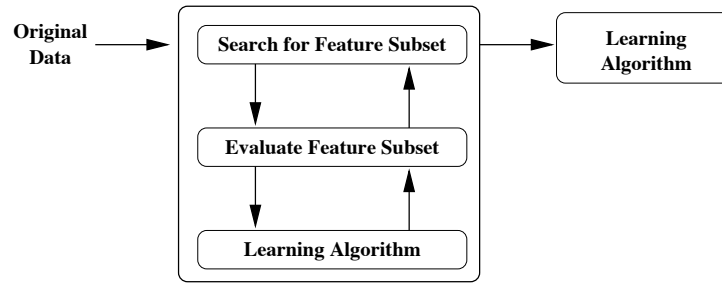 Original
Data
Search for Feature Subset
Evaluate Feature Subset
Learning Algorithm
Learning
Algorithm